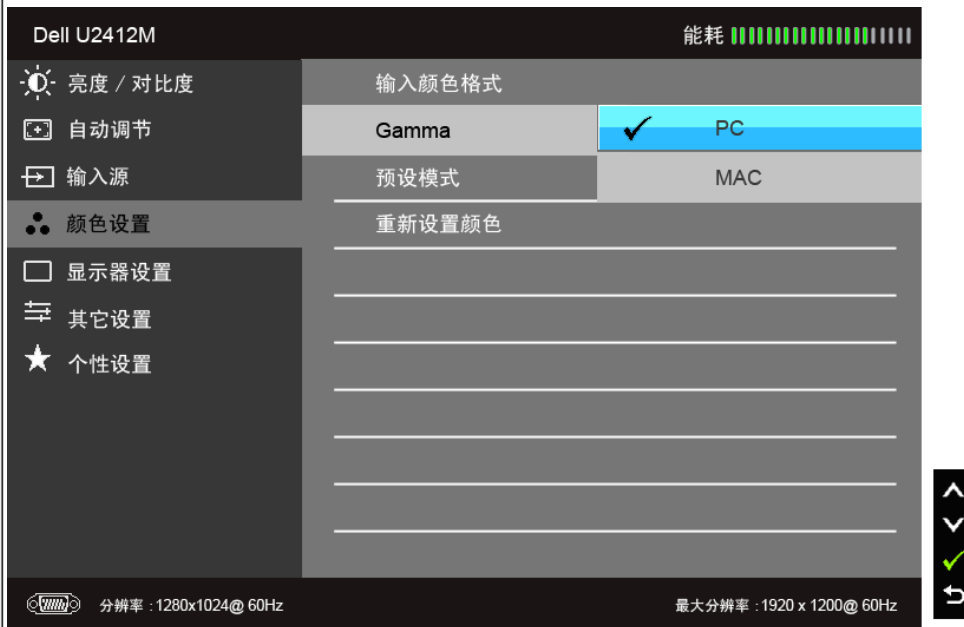 Dell U2412M
能耗
亮度 / 对比度
自动调节
输入源
颜色设置
显示器设置
其它设置
个性设置
输入颜色格式
Gamma
PC
MAC
预设模式
重新设置颜色
分辨率 : 1280x1024@ 60Hz
最大分辨率 : 1920 x 1200@ 60Hz